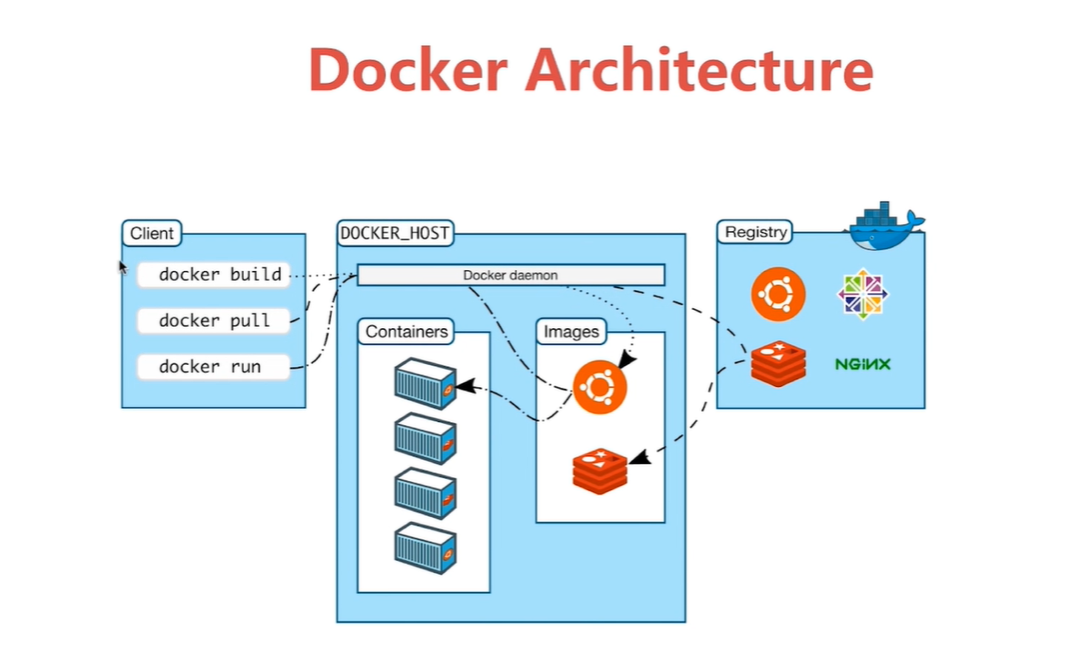 Docker Architecture
Client
DOCKER_HOST
Registry
docker build
Docker daemon
docker pull
docker run
Containers
Images
NGiNX